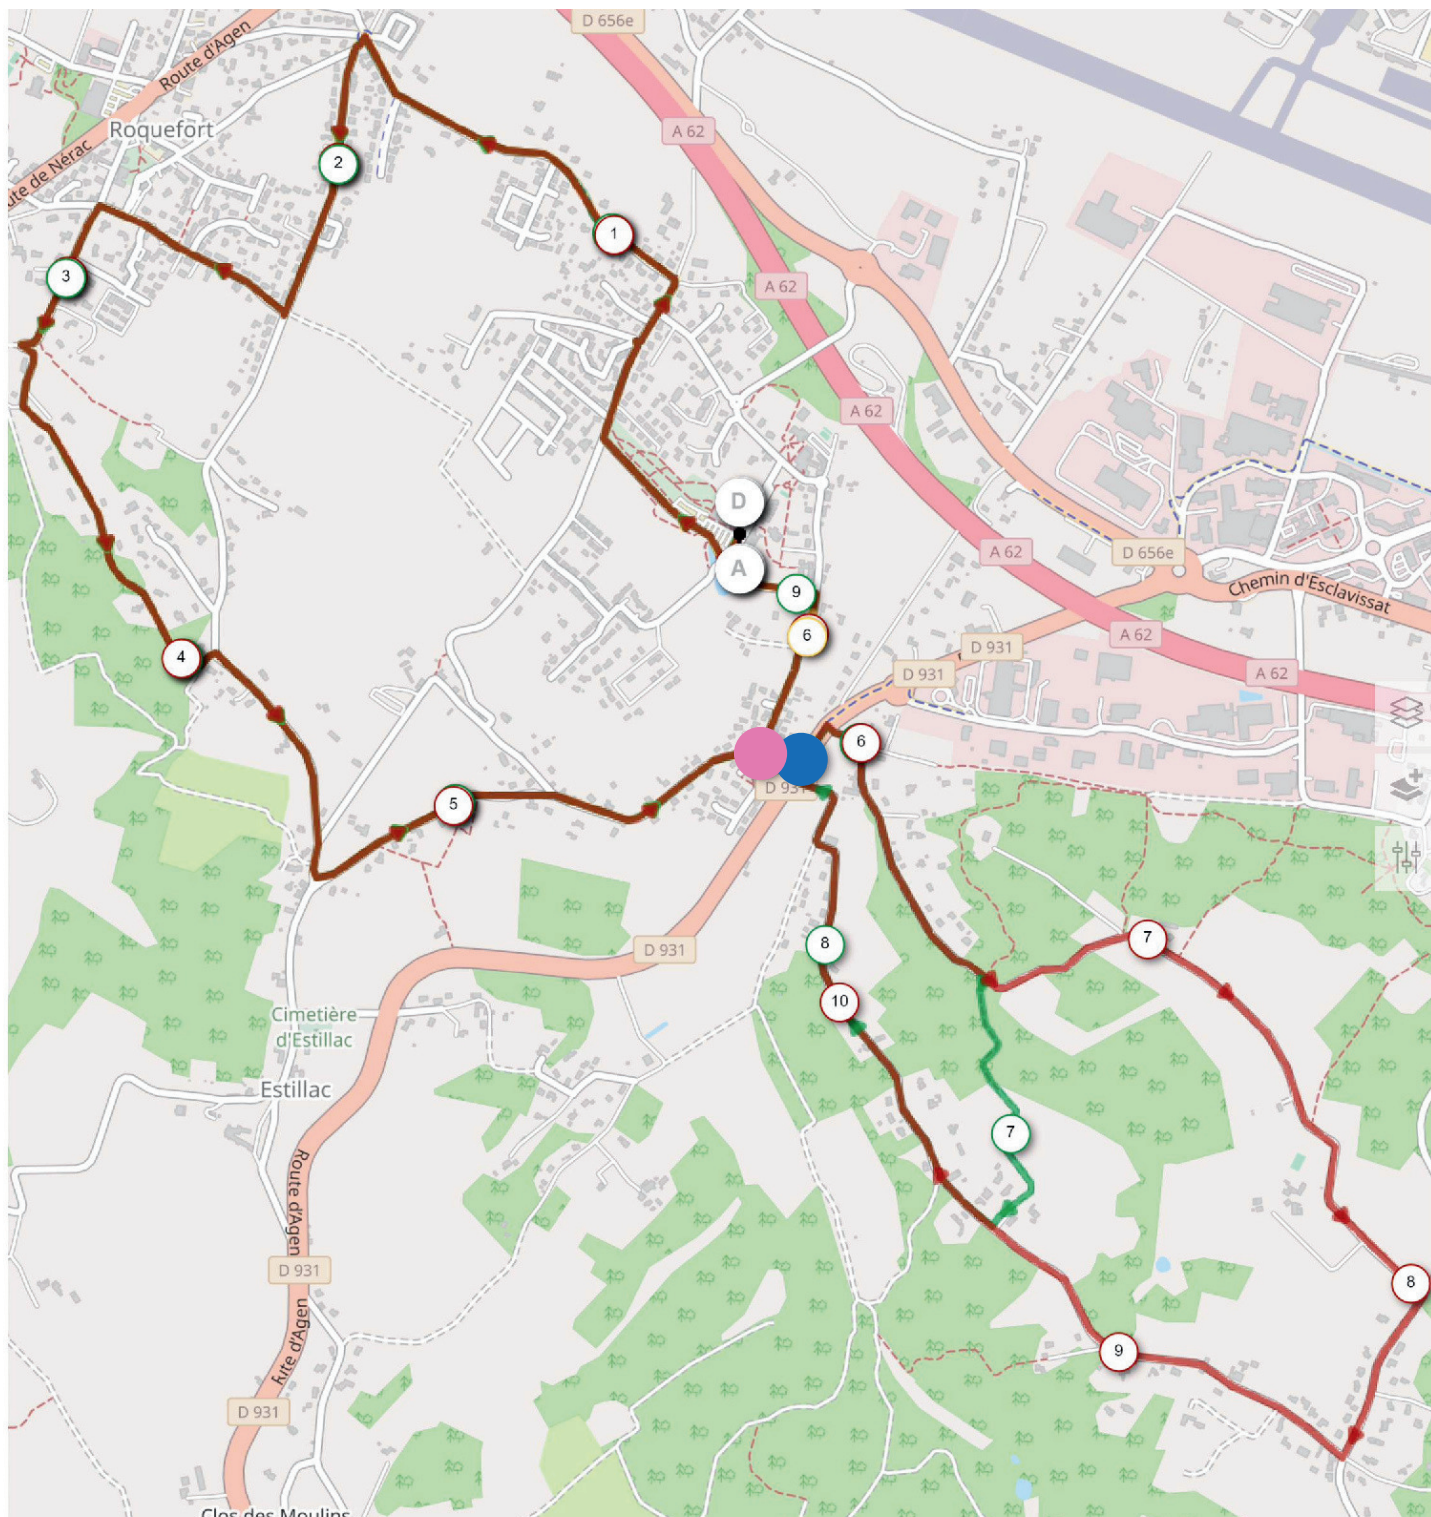 D 656e
Route d'Agen
A 62
Roquefort
2
ute de Nérac
1
3
A 62
A 62
D
A 62
D 656e
A
Chemin d'Esclavissat
9
6
A 62
D 931
4
D 931
A 62
6
D 931
5
7
8
D 931
10
Cimetière
d'Estillac
Estillac
7
Route d'Agen
D 931
8
9
Rite d'Agen
D 931
Clos des Moulins